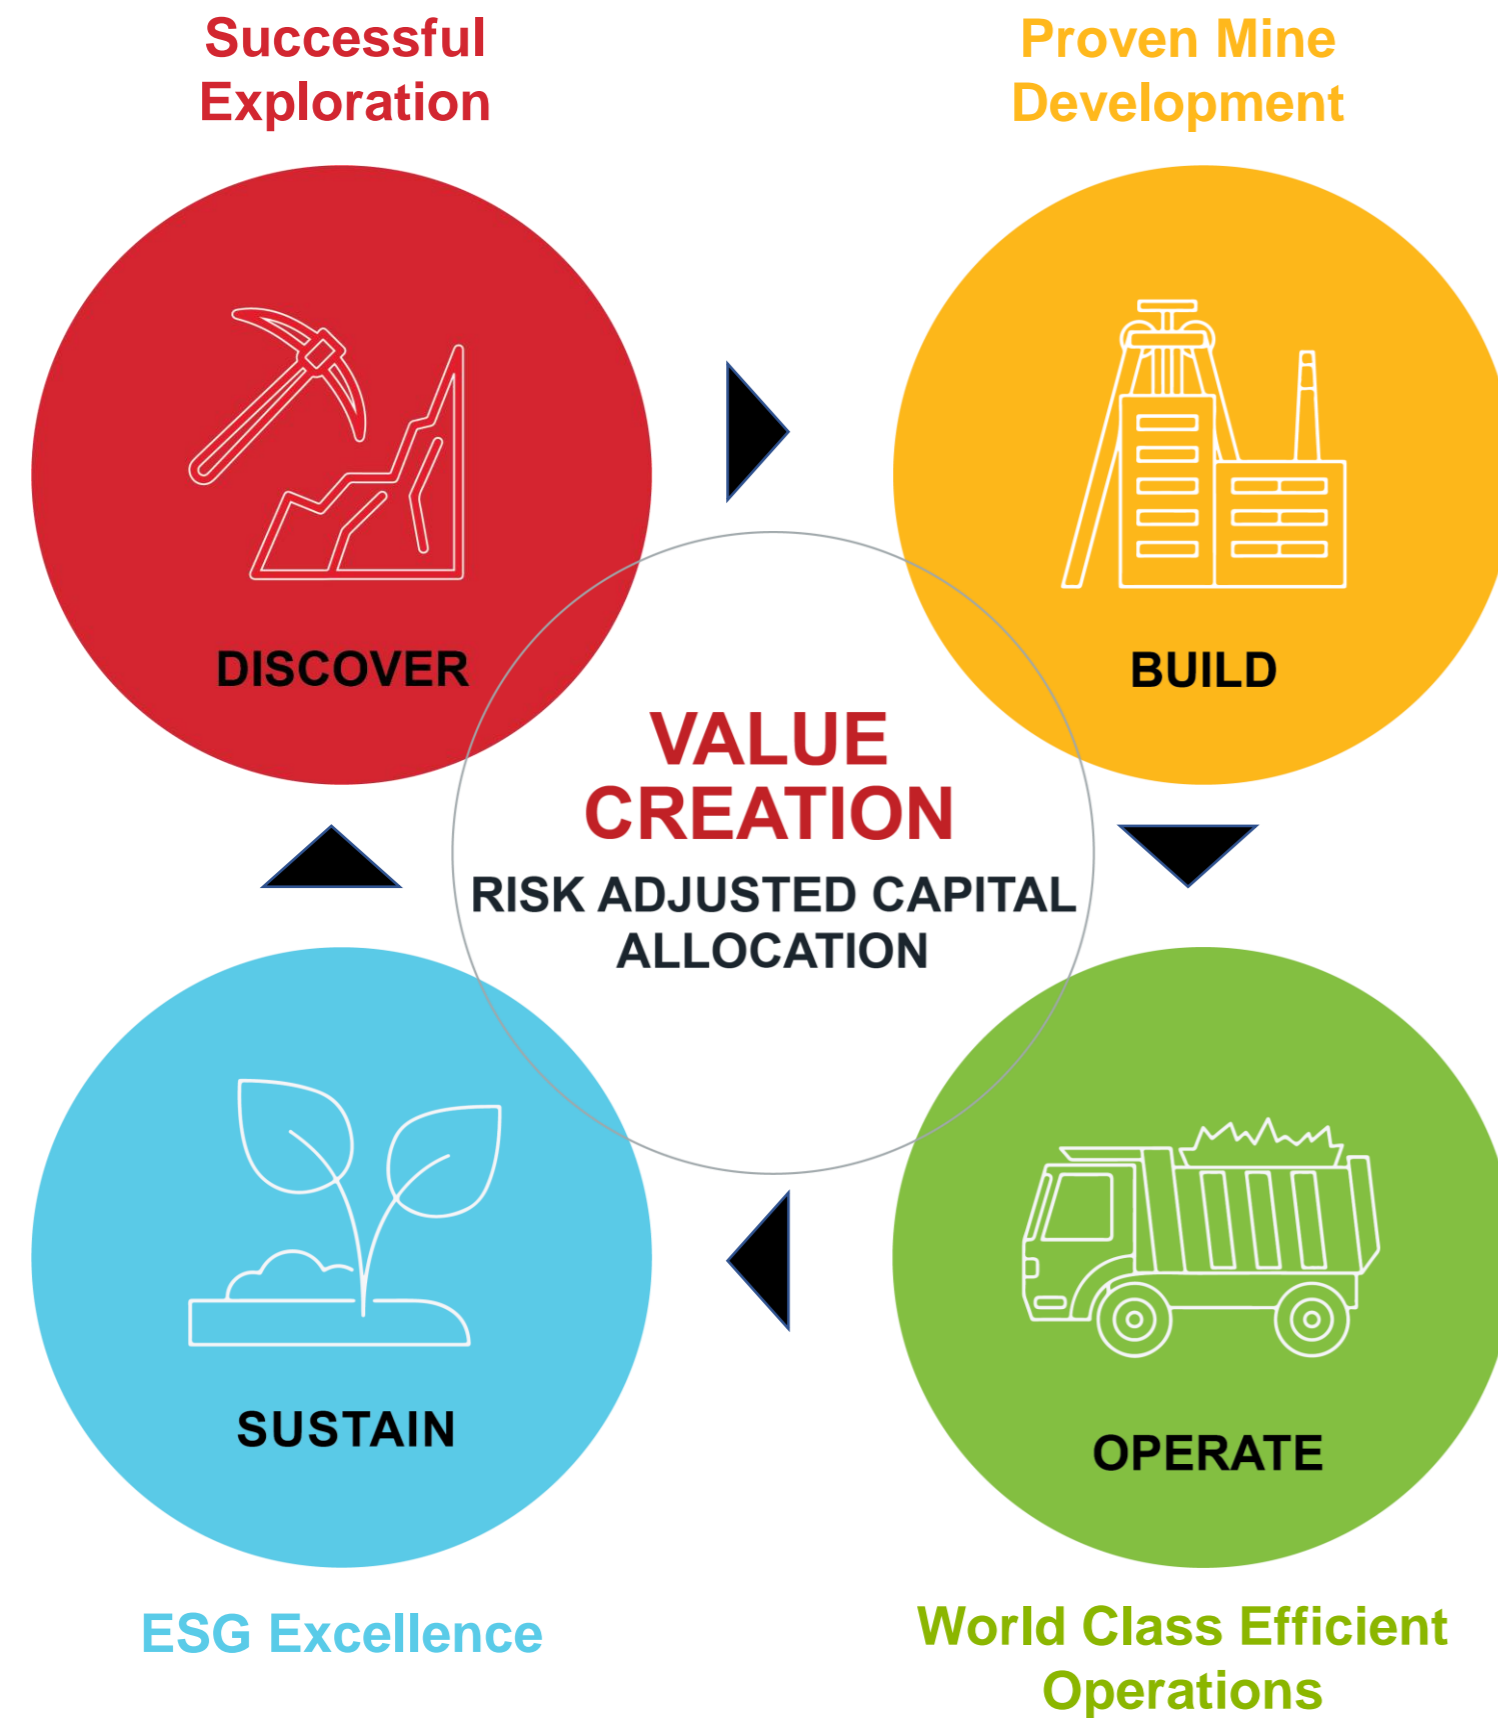 Successful
Exploration
Proven Mine
Development
DISCOVER
BUILD
VALUE
CREATION
RISK ADJUSTED CAPITAL
ALLOCATION
SUSTAIN
OPERATE
ESG Excellence
World Class Efficient
Operations